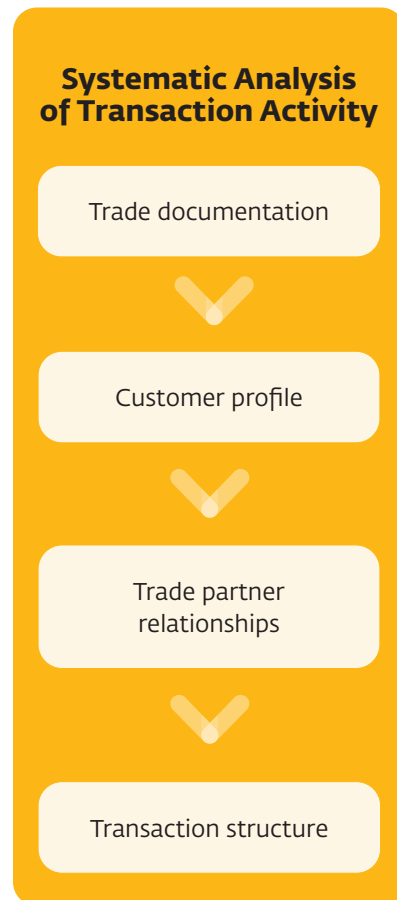 Systematic Analysis
of Transaction Activity
Trade documentation
Customer profile
Trade partner
relationships
Transaction structure